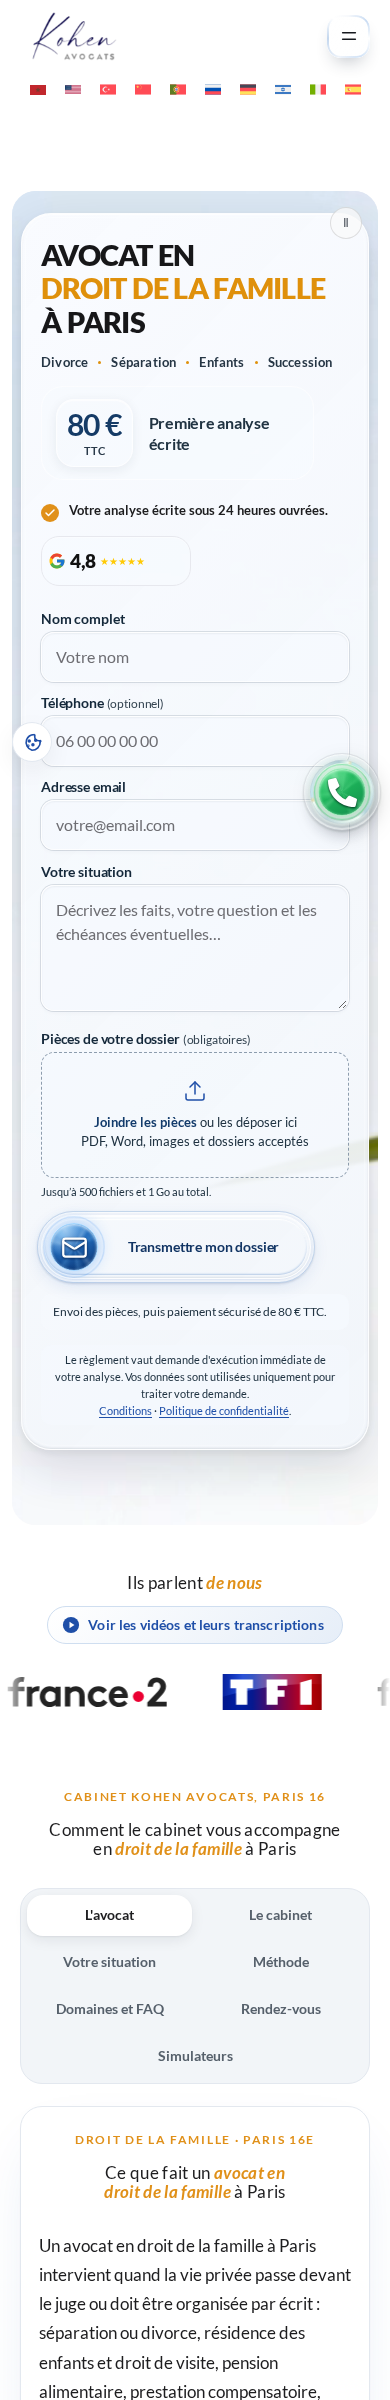 Kohen
AVOCATS
AVOCAT EN
DROIT DE LA FAMILLE
À PARIS
Divorce • Séparation • Enfants • Succession
80 €
TTC
Première analyse
écrite
Votre analyse écrite sous 24 heures ouvrées.
4,8 ★★★★★
Nom complet
Votre nom
Téléphone (optionnel)
06 00 00 00 00
Adresse email
votre@email.com
Votre situation
Décrivez les faits, votre question et les
échéances éventuelles...
Pièces de votre dossier (obligatoires)
Joindre les pièces ou les déposer ici
PDF, Word, images et dossiers acceptés
Jusqu'à 500 fichiers et 1 Go au total.
Transmettre mon dossier
Envoi des pièces, puis paiement sécurisé de 80 € TTC.
Le règlement vaut demande d'exécution immédiate de
votre analyse. Vos données sont utilisées uniquement pour
traiter votre demande.
Conditions · Politique de confidentialité.
Ils parlent de nous
Voir les vidéos et leurs transcriptions
france•2
TF1
f
CABINET KOHEN AVOCATS, PARIS 16
Comment le cabinet vous accompagne
en droit de la famille à Paris
L'avocat
Le cabinet
Votre situation
Méthode
Domaines et FAQ
Rendez-vous
Simulateurs
DROIT DE LA FAMILLE · PARIS 16E
Ce que fait un avocat en
droit de la famille à Paris
Un avocat en droit de la famille à Paris
intervient quand la vie privée passe devant
le juge ou doit être organisée par écrit :
séparation ou divorce, résidence des
enfants et droit de visite, pension
alimentaire, prestation compensatoire,